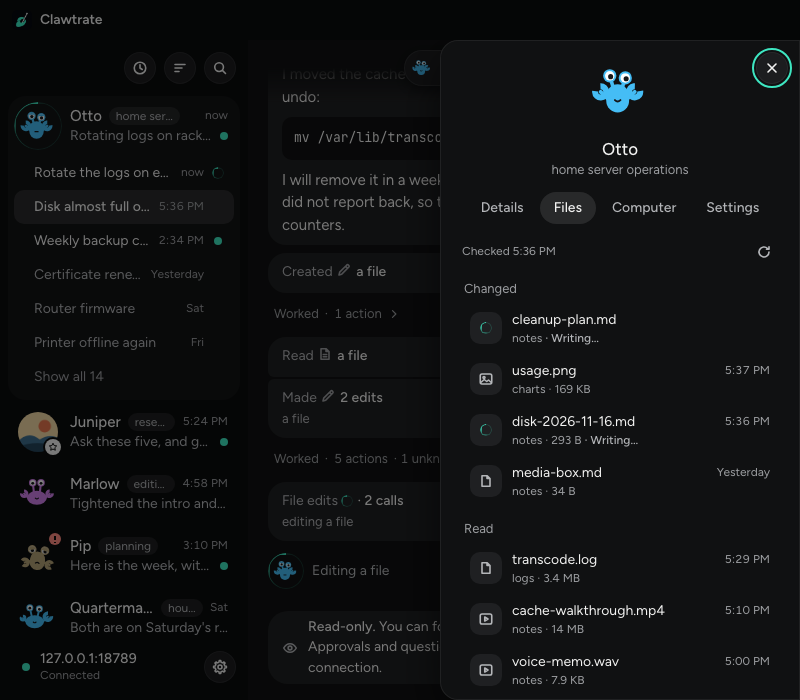 Clawtrate
Otto home ser... now
Rotating logs on rack...
Rotate the logs on e... now
Disk almost full o... 5:36 PM
Weekly backup c... 2:34 PM
Certificate rene... Yesterday
Router firmware Sat
Printer offline again Fri
Show all 14
Juniper rese... 5:24 PM
Ask these five, and g...
Marlow editi... 4:58 PM
Tightened the intro and...
Pip planning 3:10 PM
Here is the week, wit...
Quarterma... hou... Sat
Both are on Saturday's r...
127.0.0.1:18789
Connected
I moved the cache
undo:
mv /var/lib/transco
I will remove it in a week
did not report back, so t
counters.
Created a file
Worked · 1 action
Read a file
Made 2 edits
a file
Worked · 5 actions · 1 unkn
File edits · 2 calls
editing a file
Editing a file
Read-only. You can fo
Approvals and questi
connection.
Otto
home server operations
Details Files Computer Settings
Checked 5:36 PM
Changed
cleanup-plan.md
notes · Writing...
usage.png 5:37 PM
charts · 169 KB
disk-2026-11-16.md 5:36 PM
notes · 293 B · Writing...
media-box.md Yesterday
notes · 34 B
Read
transcode.log 5:29 PM
logs · 3.4 MB
cache-walkthrough.mp4 5:10 PM
notes · 14 MB
voice-memo.wav 5:00 PM
notes · 7.9 KB